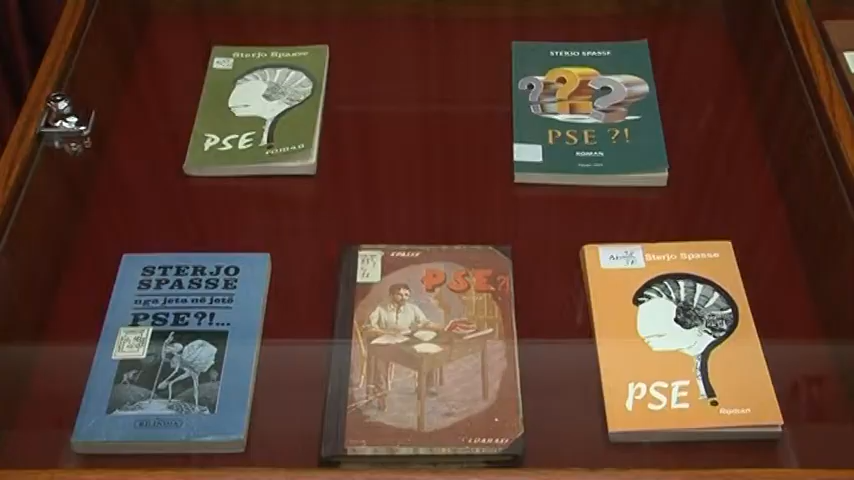 Sterjo Spasse
PSE
roman
STERJO SPASSE
PSE ?!
ROMAN
STERJO
SPASSE
nga jeta në jetë
PSE?!...
SPASSE
PSE?
Sterjo Spasse
PSE
Roman